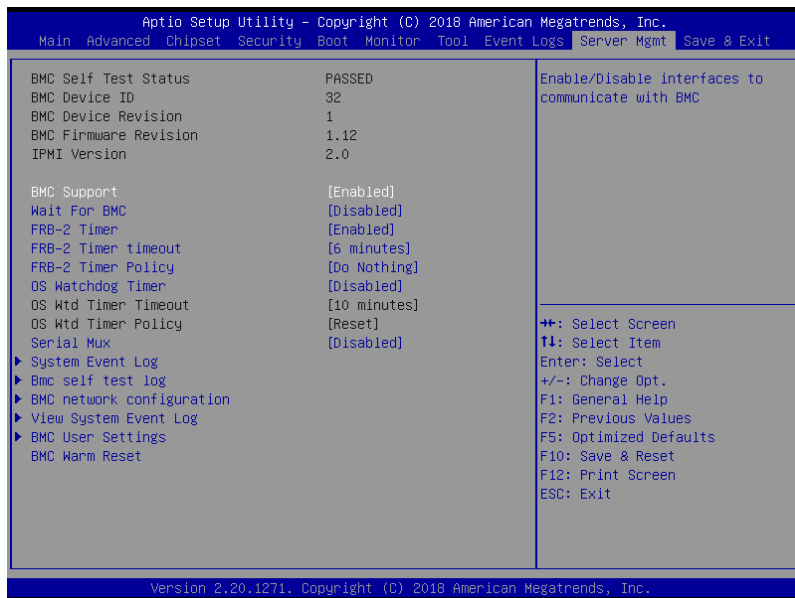 Aptio Setup Utility – Copyright (C) 2018 American Megatrends, Inc.
Main Advanced Chipset Security Boot Monitor Tool Event Logs Server Mgmt Save & Exit
BMC Self Test Status PASSED
BMC Device ID 32
BMC Device Revision 1
BMC Firmware Revision 1.12
IPMI Version 2.0
BMC Support [Enabled]
Wait For BMC [Disabled]
FRB-2 Timer [Enabled]
FRB-2 Timer timeout [6 minutes]
FRB-2 Timer Policy [Do Nothing]
OS Watchdog Timer [Disabled]
OS Wtd Timer Timeout [10 minutes]
OS Wtd Timer Policy [Reset]
Serial Mux [Disabled]
System Event Log
Bmc self test log
BMC network configuration
View System Event Log
BMC User Settings
BMC Warm Reset
Enable/Disable interfaces to
communicate with BMC
→←: Select Screen
↑↓: Select Item
Enter: Select
+/-: Change Opt.
F1: General Help
F2: Previous Values
F5: Optimized Defaults
F10: Save & Reset
F12: Print Screen
ESC: Exit
Version 2.20.1271. Copyright (C) 2018 American Megatrends, Inc.